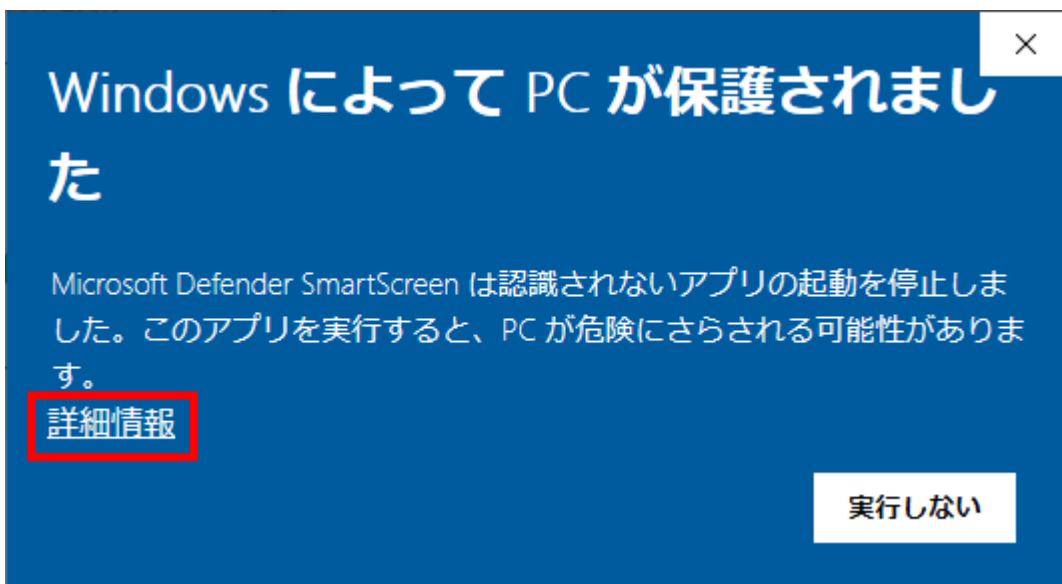 Windows によって PC が保護されまし
た
Microsoft Defender SmartScreen は認識されないアプリの起動を停止しま
した。このアプリを実行すると、PC が危険にさらされる可能性がありま
す。
詳細情報
実行しない